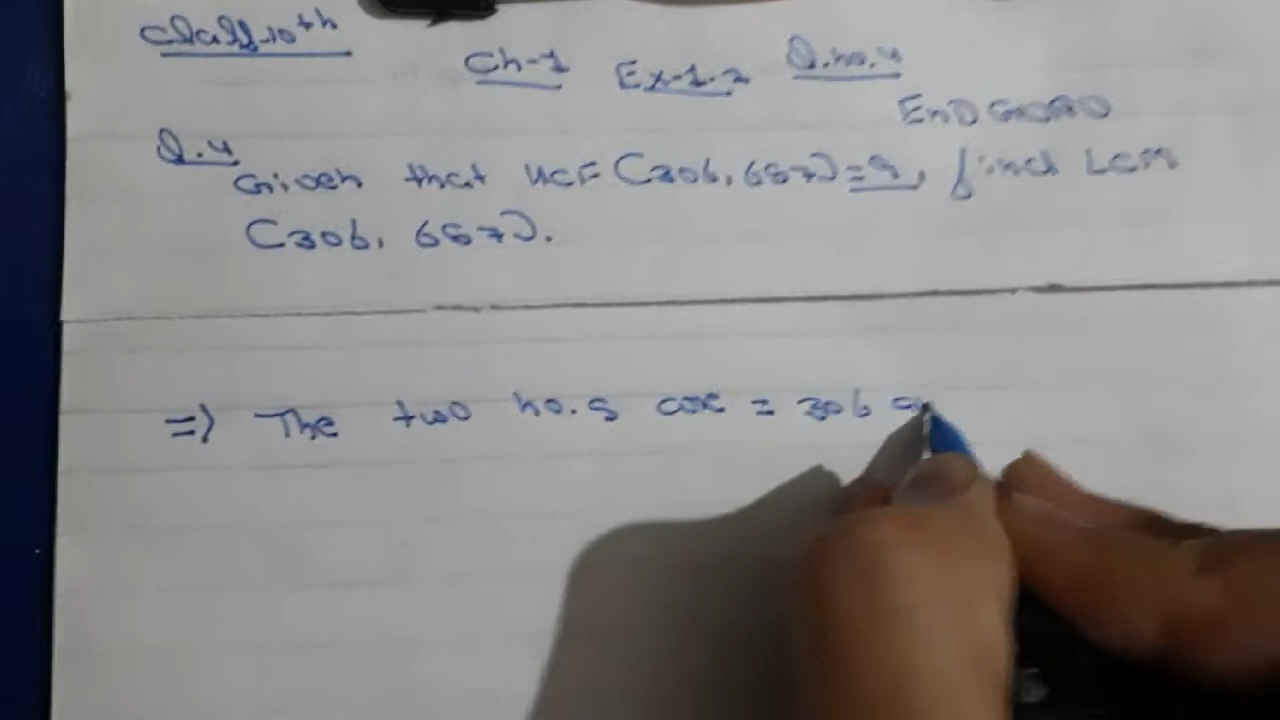 Class-10th
Ch-1 Ex-1.2 Q.no.4
Q.4
Given that HCF (306, 657) = 9, find LCM
(306, 657).
=> The two no.s are = 306